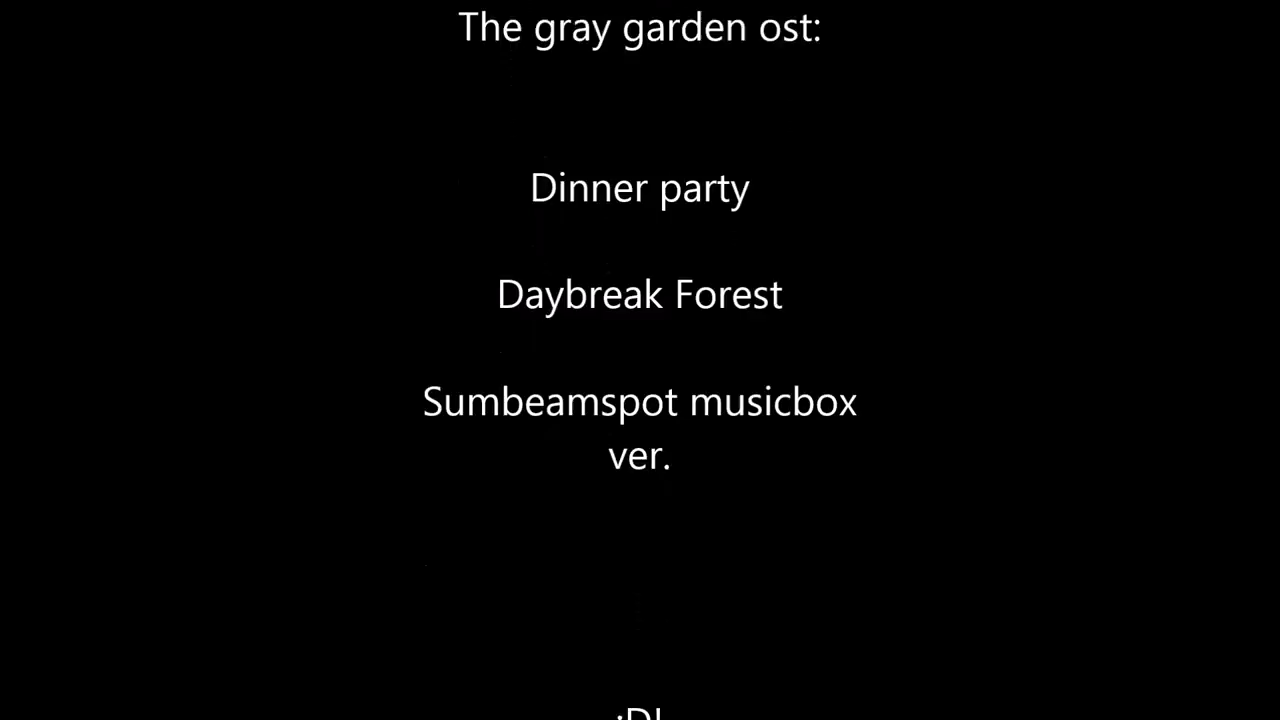 The gray garden ost:
Dinner party
Daybreak Forest
Sumbeamspot musicbox
ver.